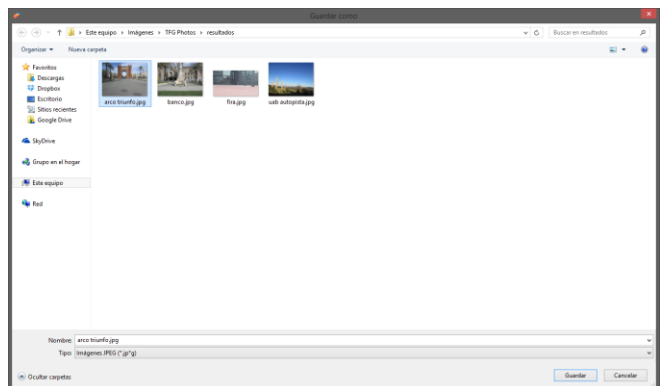 Guardar como
Este equipo ▸ Imágenes ▸ TFG Photos ▸ resultados
Buscar en resultados
Organizar
Nueva carpeta
Favoritos
Descargas
Dropbox
Escritorio
Sitios recientes
Google Drive
SkyDrive
Grupo en el hogar
Este equipo
Red
arco triunfo.jpg
banco.jpg
fira.jpg
uab autopista.jpg
Nombre: arco triunfo.jpg
Tipo: Imágenes JPEG (*.jp*g)
Ocultar carpetas
Guardar
Cancelar